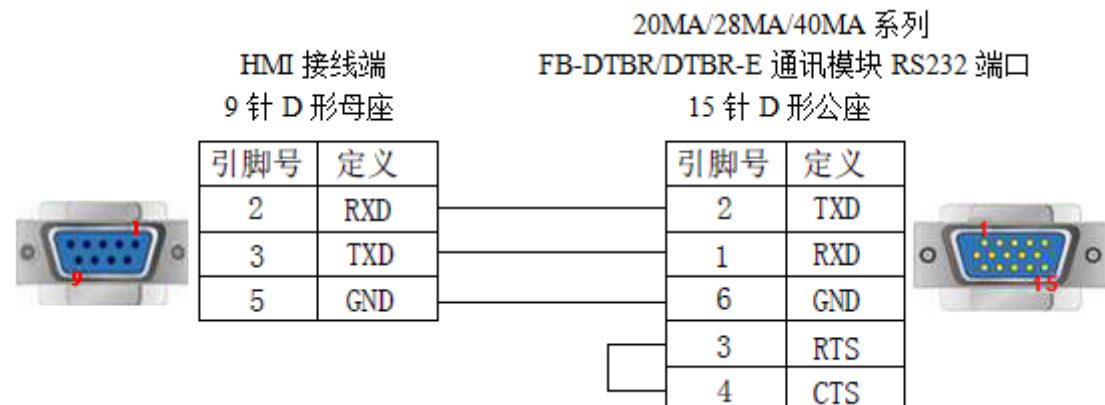 20MA/28MA/40MA 系列
HMI 接线端
FB-DTBR/DTBR-E 通讯模块 RS232 端口
9 针 D 形母座
15 针 D 形公座
引脚号 定义
引脚号 定义
2 RXD
2 TXD
3 TXD
1 RXD
5 GND
6 GND
3 RTS
4 CTS
1
9
1
15